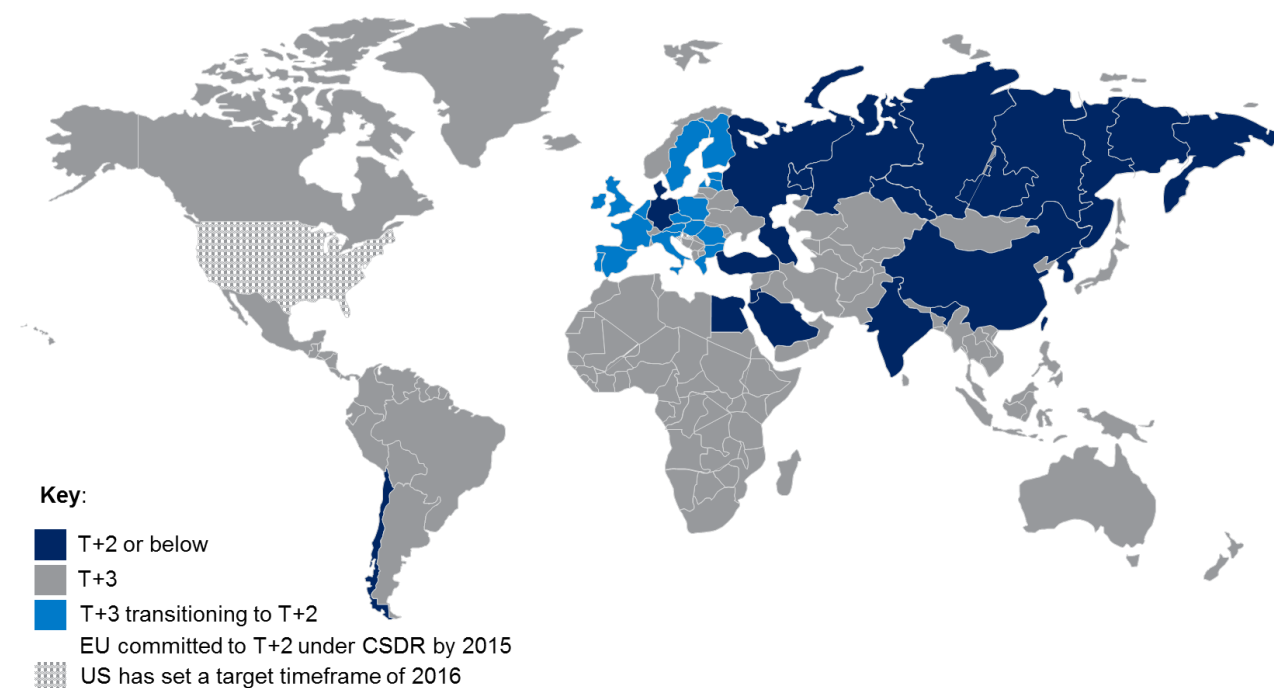 Key:
T+2 or below
T+3
T+3 transitioning to T+2
EU committed to T+2 under CSDR by 2015
US has set a target timeframe of 2016